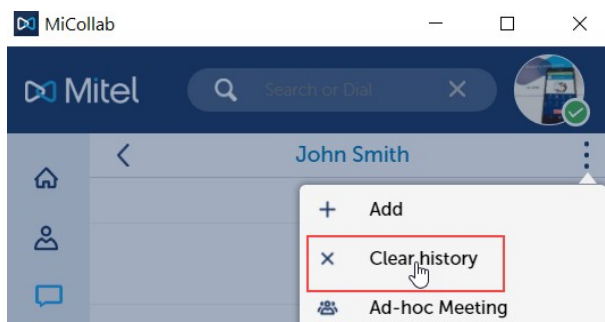 MiCollab
Mitel
Search or Dial
John Smith
Add
Clear history
Ad-hoc Meeting